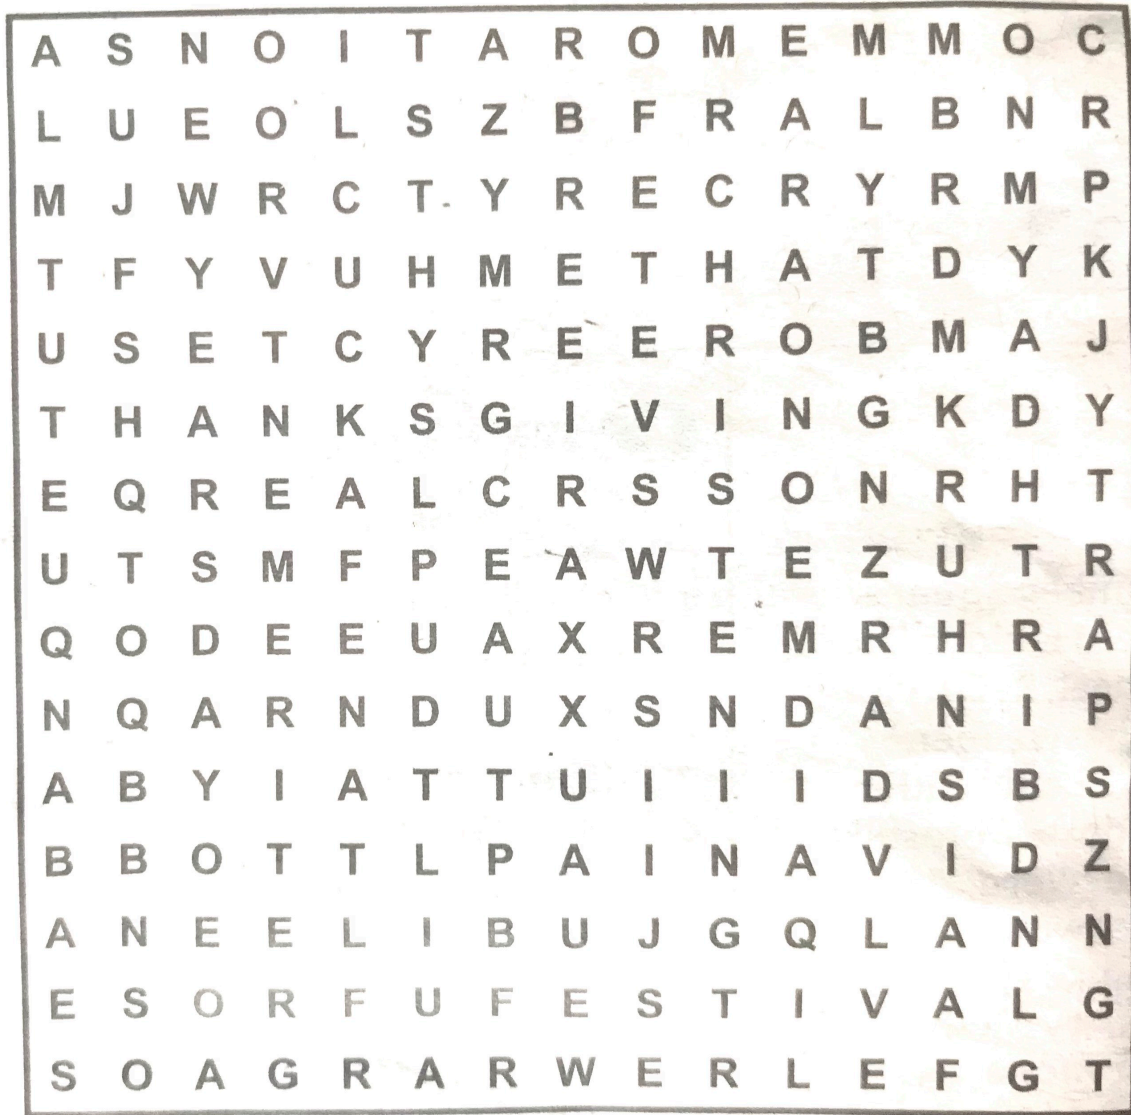 A S N O I T A R O M E M M O C
L U E O L S Z B F R A L B N R
M J W R C T Y R E C R Y R M P
T F Y V U H M E T H A T D Y K
U S E T C Y R E E R O B M A J
T H A N K S G I V I N G K D Y
E Q R E A L C R S S O N R H T
U T S M F P E A W T E Z U T R
Q O D E E U A X R E M R H R A
N Q A R N D U X S N D A N I P
A B Y I A T T U I I I D S B S
B B O T T L P A I N A V I D Z
A N E E L I B U J G Q L A N N
E S O R F U F E S T I V A L G
S O A G R A R W E R L E F G T